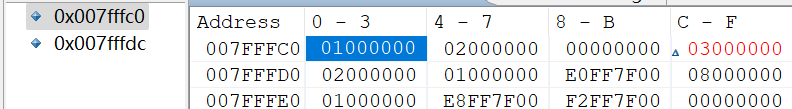 0x007fffc0
0x007fffdc
Address 0 - 3 4 - 7 8 - B C - F
007FFFC0 01000000 02000000 00000000 03000000
007FFFD0 02000000 01000000 E0FF7F00 08000000
007FFFE0 01000000 E8FF7F00 F2FF7F00 00000000